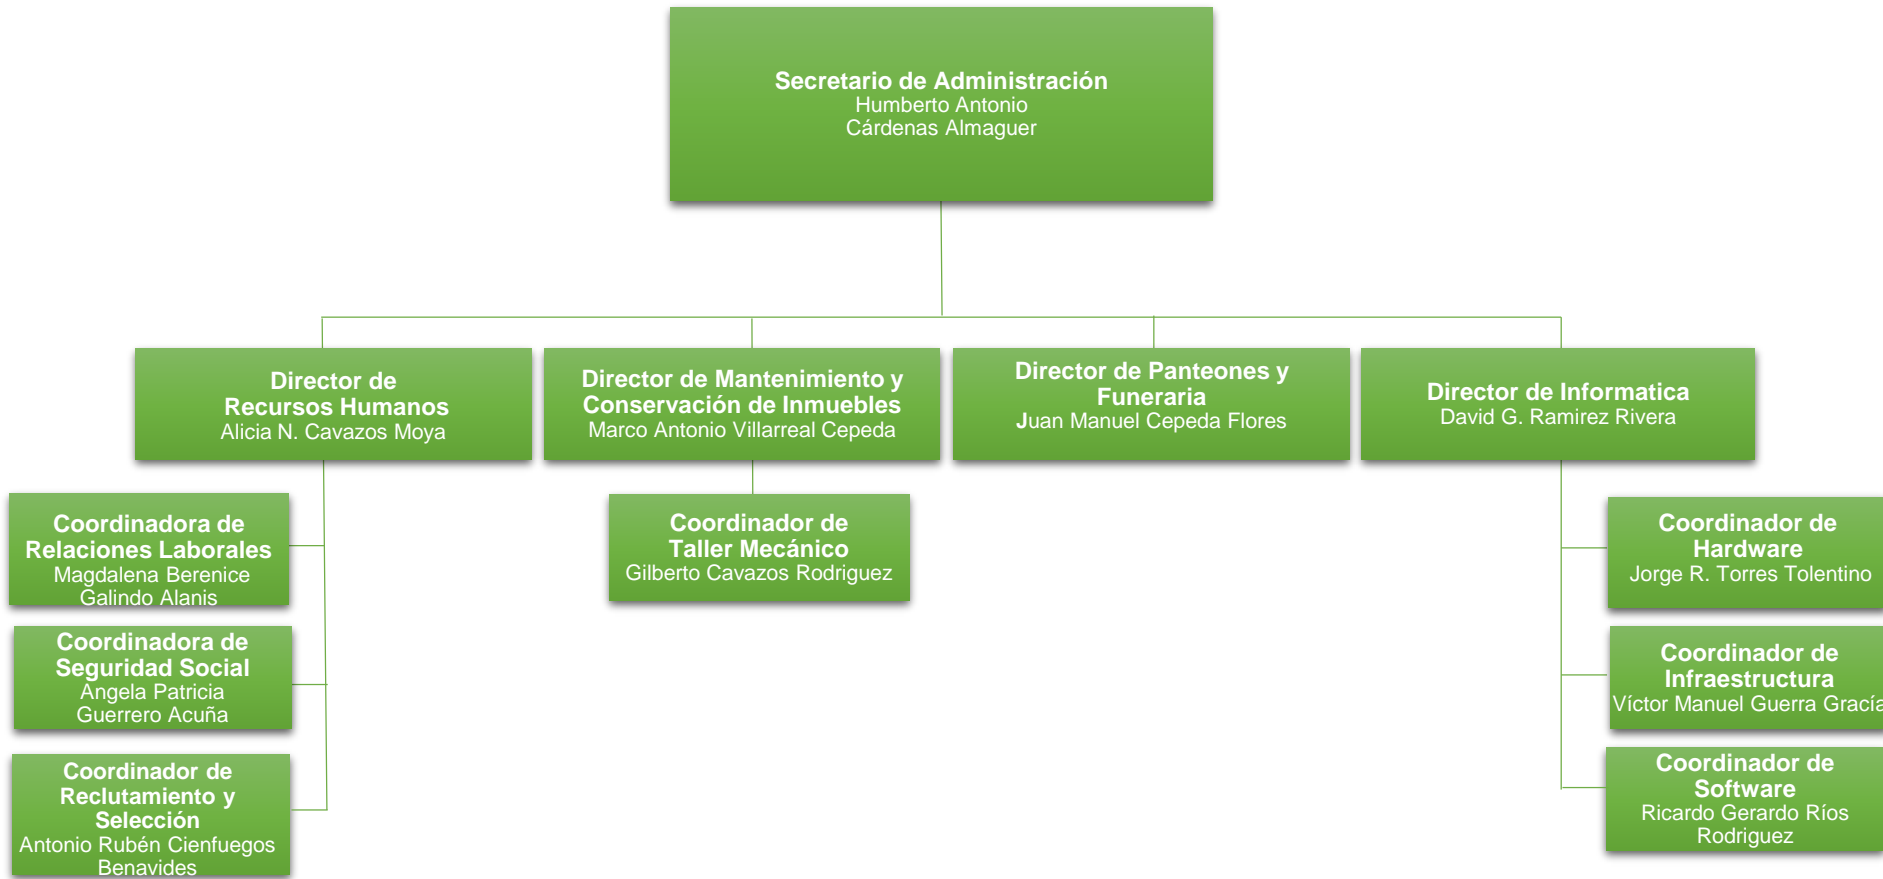 Secretario de Administración
Humberto Antonio
Cárdenas Almaguer
Director de
Recursos Humanos
Alicia N. Cavazos Moya
Director de Mantenimiento y
Conservación de Inmuebles
Marco Antonio Villarreal Cepeda
Director de Panteones y
Funeraria
Juan Manuel Cepeda Flores
Director de Informatica
David G. Ramirez Rivera
Coordinadora de
Relaciones Laborales
Magdalena Berenice
Galindo Alanis
Coordinadora de
Seguridad Social
Angela Patricia
Guerrero Acuña
Coordinador de
Reclutamiento y
Selección
Antonio Rubén Cienfuegos
Benavides
Coordinador de
Taller Mecánico
Gilberto Cavazos Rodriguez
Coordinador de
Hardware
Jorge R. Torres Tolentino
Coordinador de
Infraestructura
Víctor Manuel Guerra Gracía
Coordinador de
Software
Ricardo Gerardo Ríos
Rodriguez